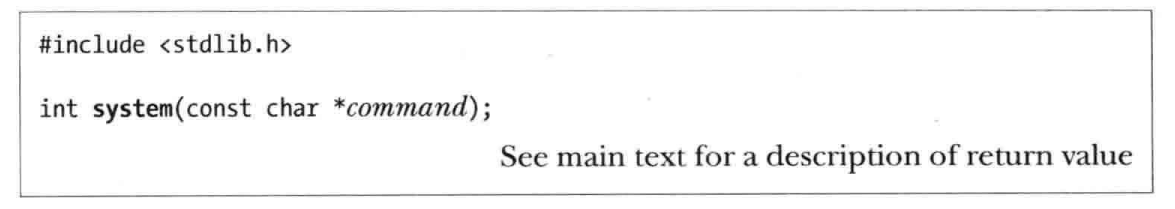 #include <stdlib.h>
int system(const char *command);
See main text for a description of return value